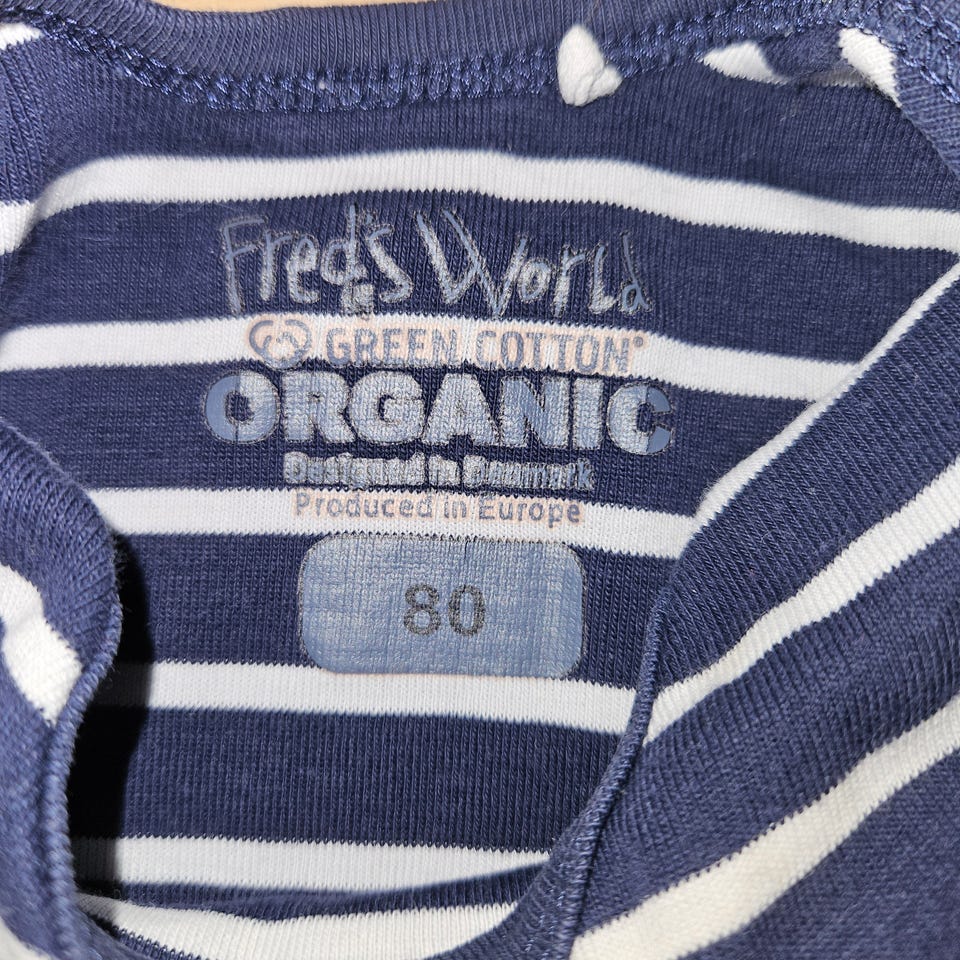 Fred's World
GREEN COTTON®
ORGANIC
Designed in Denmark
Produced in Europe
80